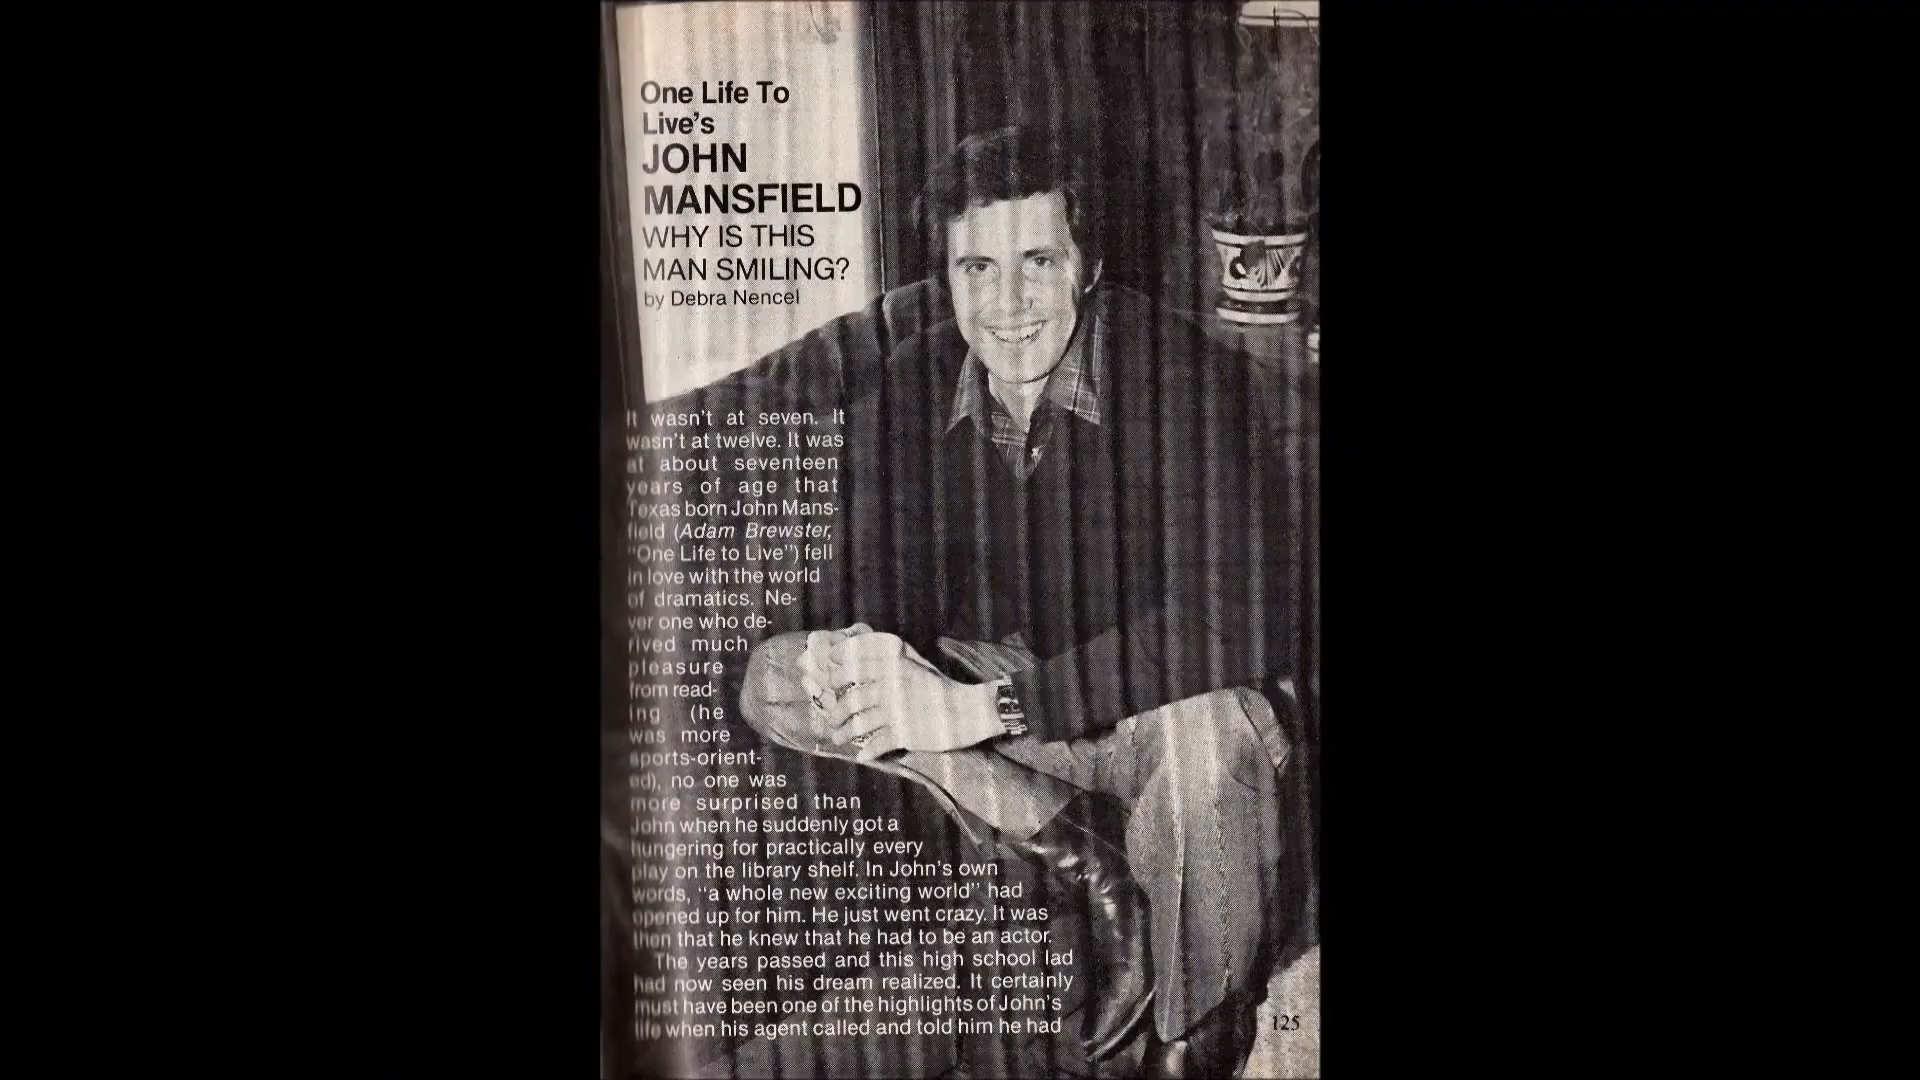 One Life To
Live's
JOHN
MANSFIELD
WHY IS THIS
MAN SMILING?
by Debra Nencel
It wasn't at seven. It
wasn't at twelve. It was
at about seventeen
years of age that
Texas born John Mans-
field (Adam Brewster,
"One Life to Live") fell
in love with the world
of dramatics. Ne-
ver one who de-
rived much
pleasure
from read-
ing (he
was more
sports-orient-
ed), no one was
more surprised than
John when he suddenly got a
hungering for practically every
play on the library shelf. In John's own
words, "a whole new exciting world" had
opened up for him. He just went crazy. It was
then that he knew that he had to be an actor.
The years passed and this high school lad
had now seen his dream realized. It certainly
must have been one of the highlights of John's
life when his agent called and told him he had
125